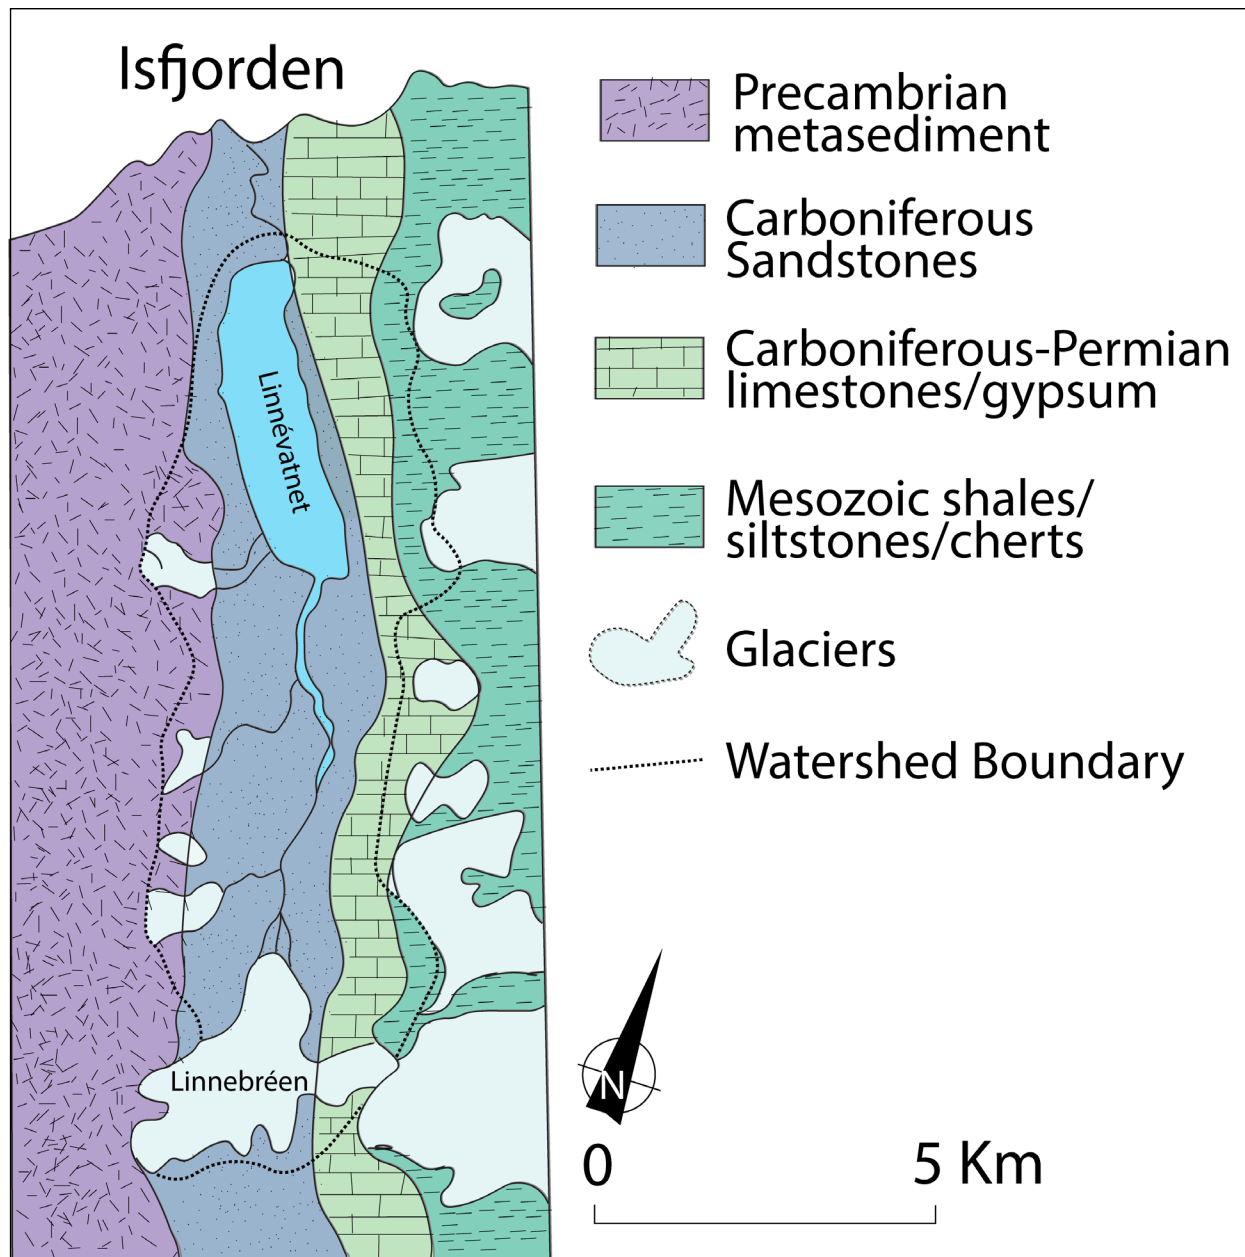 Isfjorden
Precambrian
metasediment
Carboniferous
Sandstones
Carboniferous-Permian
limestones/gypsum
Mesozoic shales/
siltstones/cherts
Glaciers
Watershed Boundary
Linnévatnet
Linnebréen
N
0
5 Km